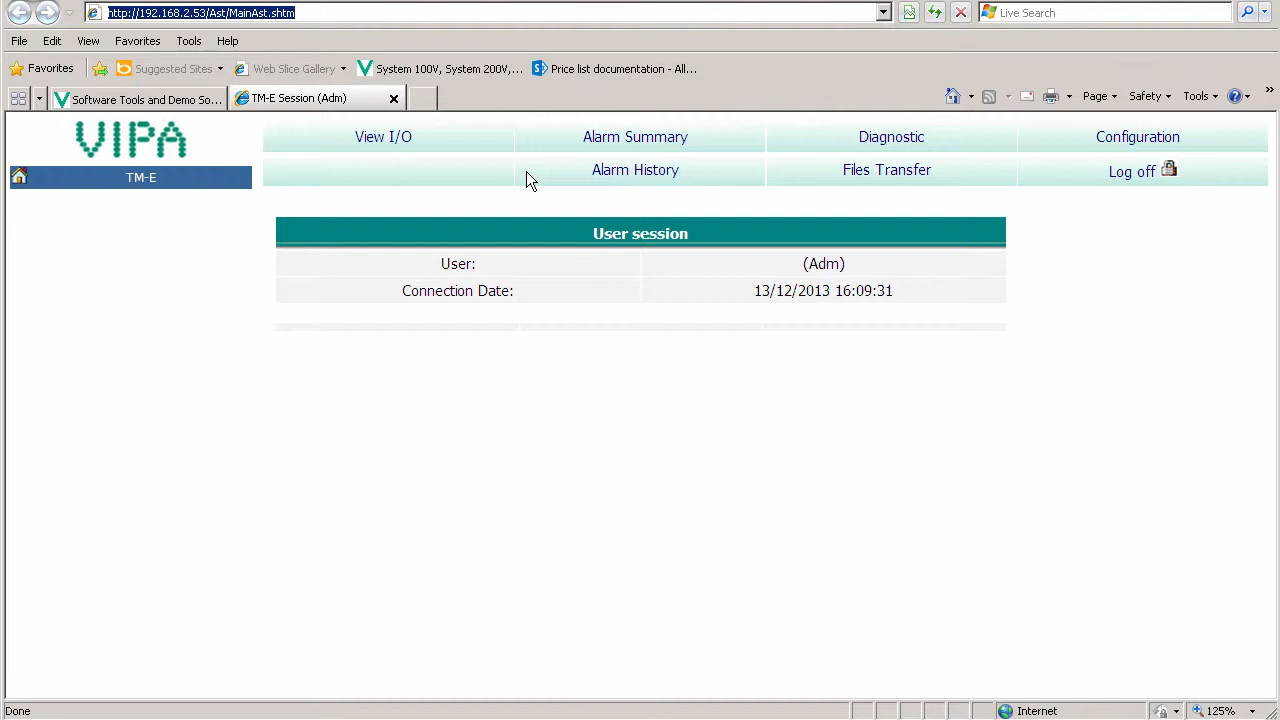 http://192.168.2.53/Ast/MainAst.shtm
Live Search
File Edit View Favorites Tools Help
Favorites Suggested Sites Web Slice Gallery System 100V, System 200V,... Price list documentation - All...
Software Tools and Demo So... TM-E Session (Adm) Page Safety Tools
VIPA
TM-E
View I/O Alarm Summary Diagnostic Configuration
Alarm History Files Transfer Log off
User session
User: (Adm)
Connection Date: 13/12/2013 16:09:31
Done Internet 125%